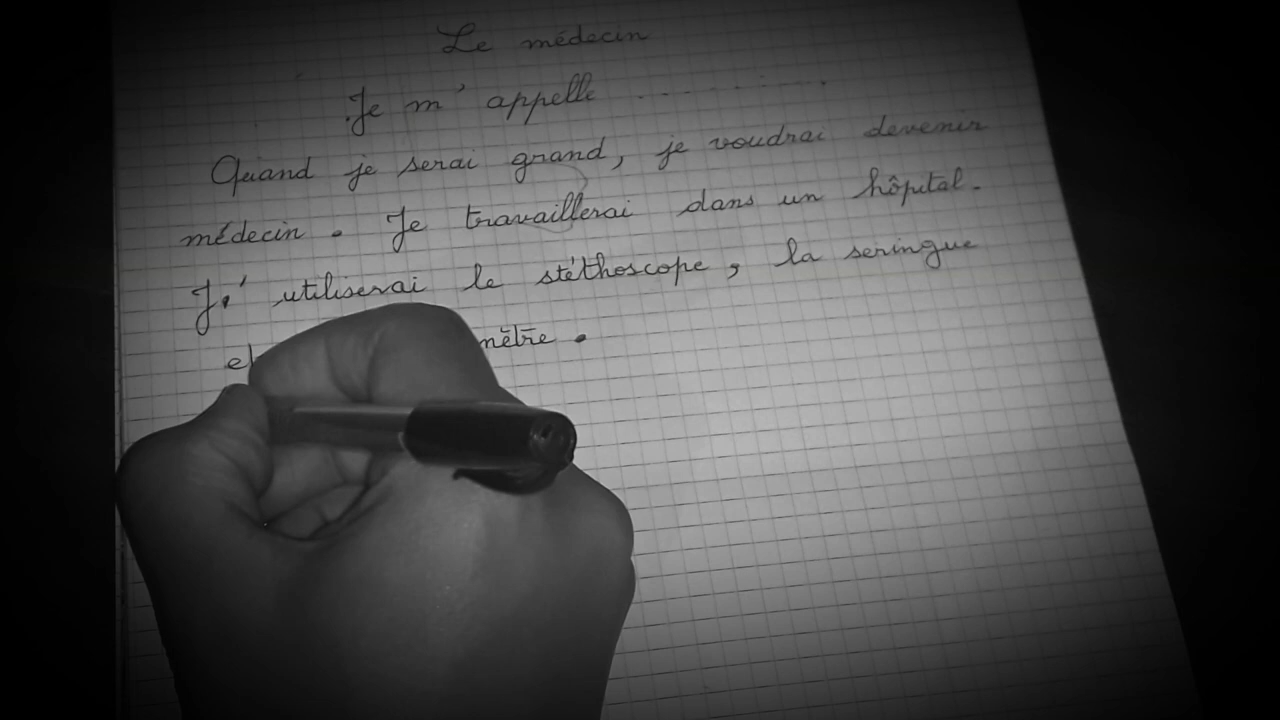 Le médecin
Je m' appelle ..........
Quand je serai grand, je voudrai devenir
médecin. Je travaillerai dans un hôpital.
J' utiliserai le stéthoscope, la seringue
et mètre.